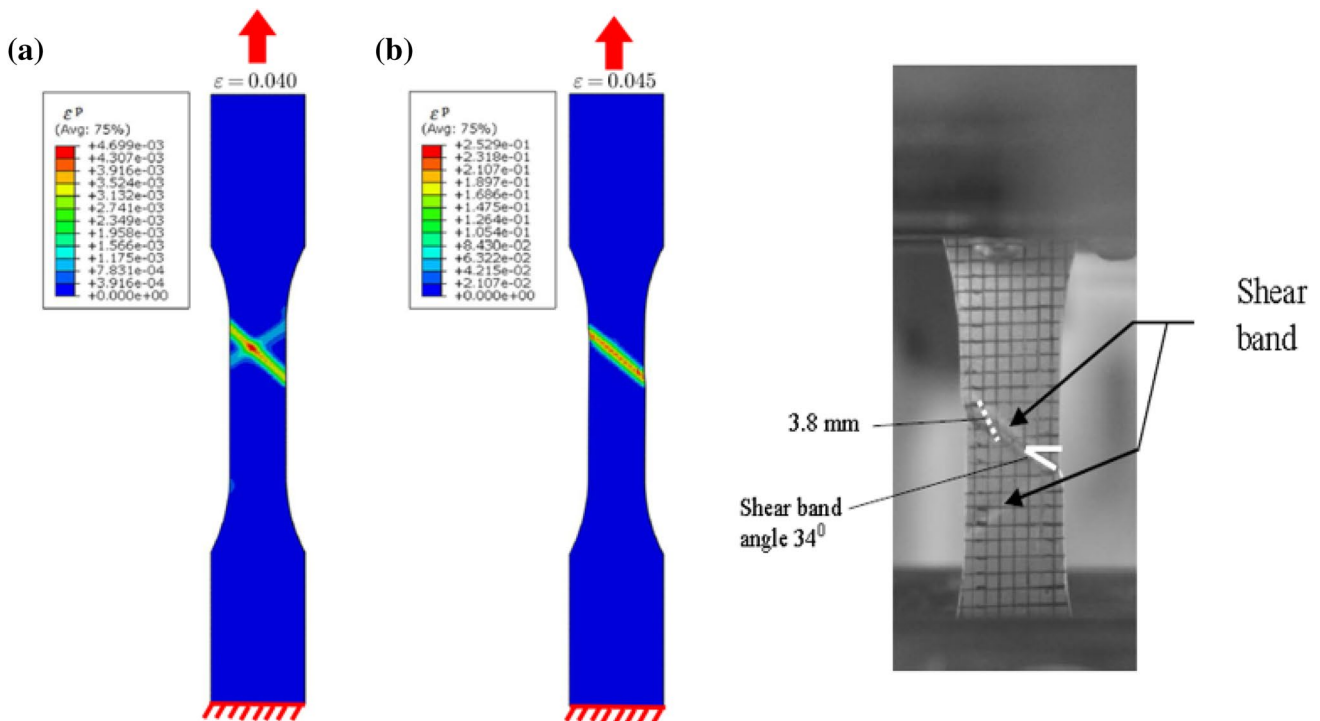 (a)
ε = 0.040
εᵖ
(Avg: 75%)
+4.699e-03
+4.307e-03
+3.916e-03
+3.524e-03
+3.132e-03
+2.741e-03
+2.349e-03
+1.958e-03
+1.566e-03
+1.175e-03
+7.831e-04
+3.916e-04
+0.000e+00
(b)
ε = 0.045
εᵖ
(Avg: 75%)
+2.529e-01
+2.318e-01
+2.107e-01
+1.897e-01
+1.686e-01
+1.475e-01
+1.264e-01
+1.054e-01
+8.430e-02
+6.322e-02
+4.215e-02
+2.107e-02
+0.000e+00
Shear
band
3.8 mm
Shear band
angle 34⁰